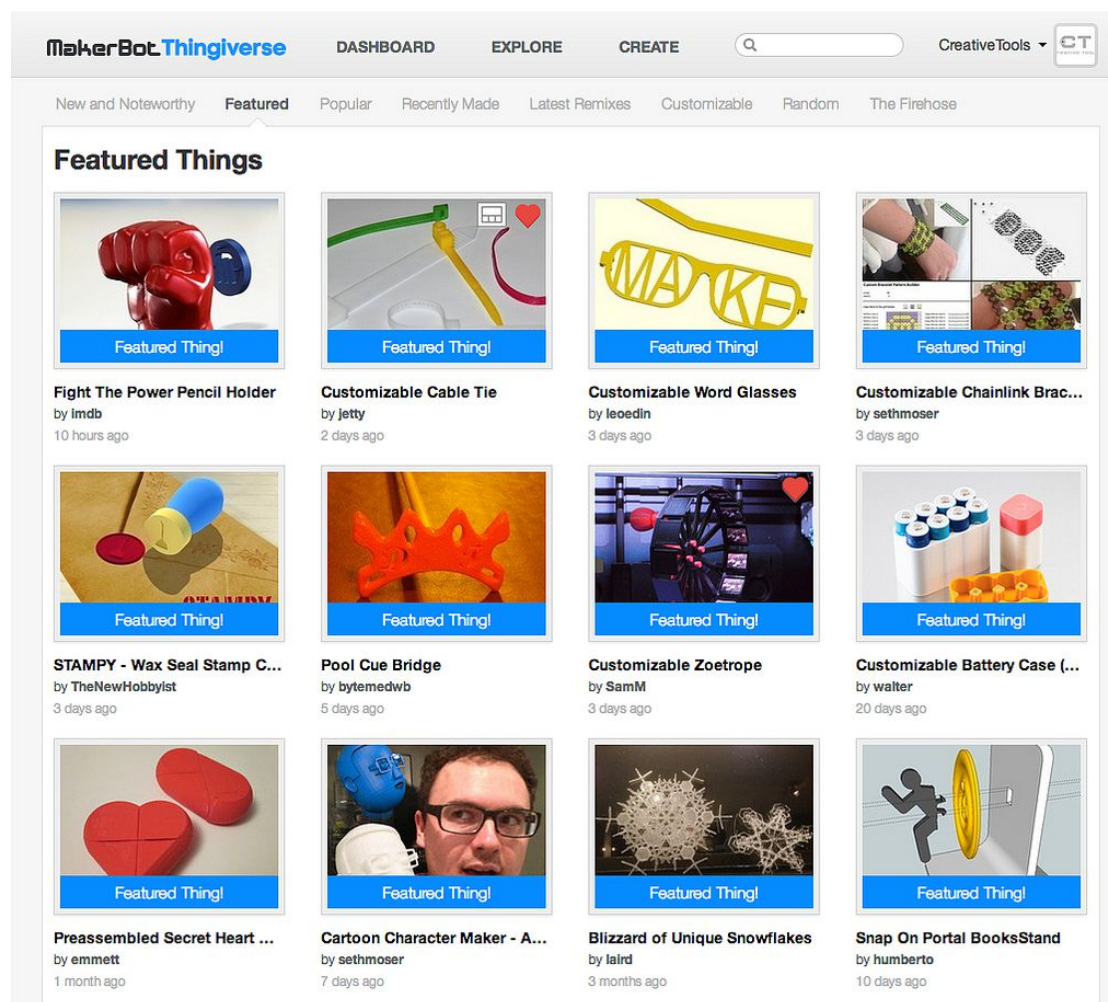 MakerBot Thingiverse DASHBOARD EXPLORE CREATE CreativeTools CT
New and Noteworthy Featured Popular Recently Made Latest Remixes Customizable Random The Firehose
Featured Things
MAKE
Featured Thing! Featured Thing! Featured Thing! Featured Thing!
Fight The Power Pencil Holder Customizable Cable Tie Customizable Word Glasses Customizable Chainlink Brac...
by imdb by jetty by leoedin by sethmoser
10 hours ago 2 days ago 3 days ago 3 days ago
STAMPY
Featured Thing! Featured Thing! Featured Thing! Featured Thing!
STAMPY - Wax Seal Stamp C... Pool Cue Bridge Customizable Zoetrope Customizable Battery Case (...
by TheNewHobbyist by bytemedwb by SamM by walter
3 days ago 5 days ago 3 days ago 20 days ago
Featured Thing! Featured Thing! Featured Thing! Featured Thing!
Preassembled Secret Heart ... Cartoon Character Maker - A... Blizzard of Unique Snowflakes Snap On Portal BooksStand
by emmett by sethmoser by laird by humberto
1 month ago 7 days ago 3 months ago 10 days ago